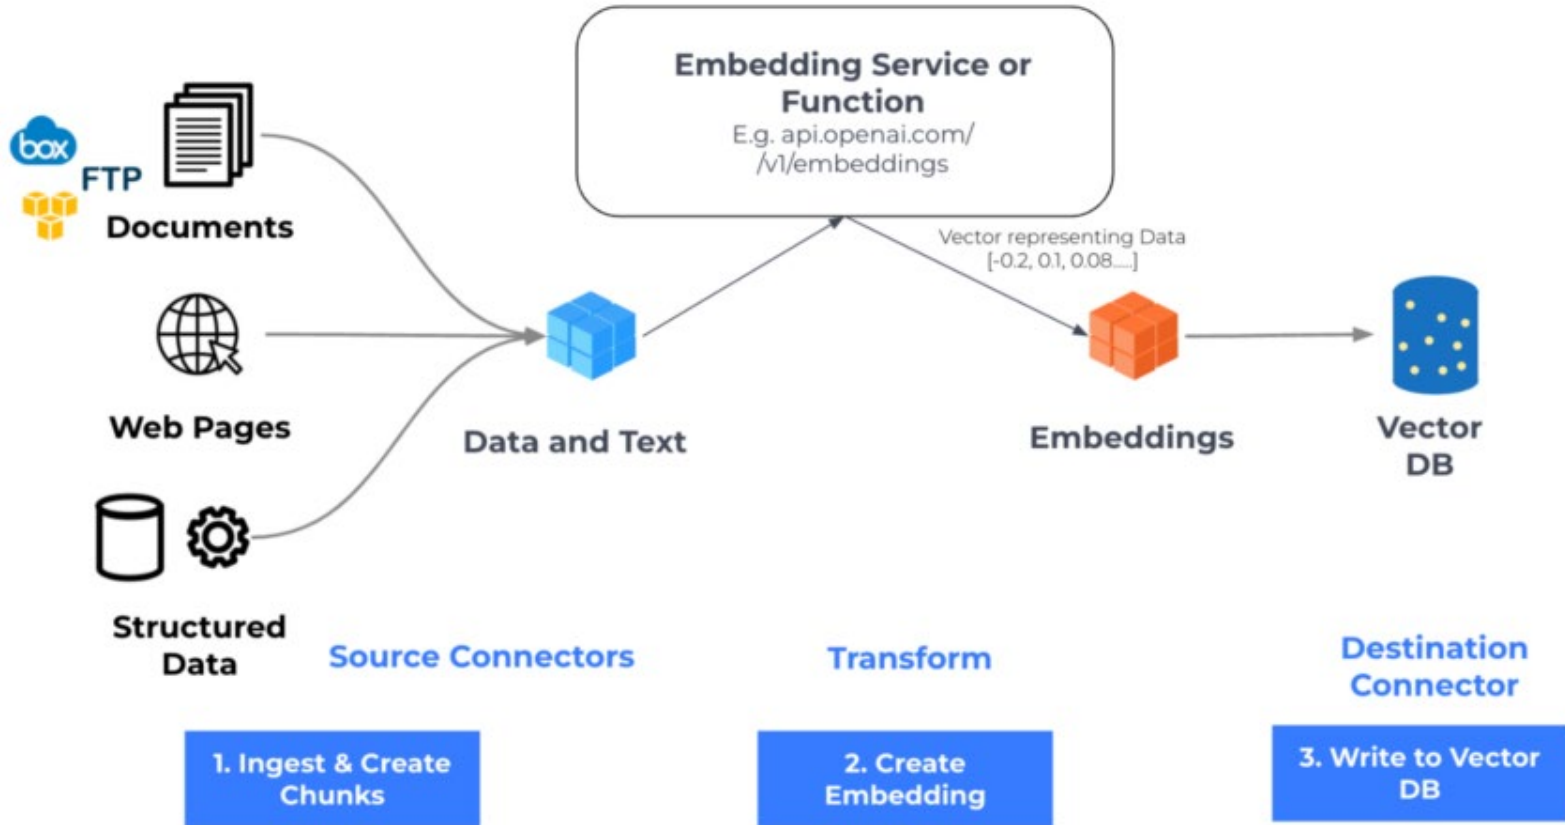 Embedding Service or
Function
E.g. api.openai.com/
/v1/embeddings
box
FTP
Documents
Vector representing Data
[-0.2, 0.1, 0.08.....]
Web Pages
Data and Text
Embeddings
Vector
DB
Structured
Data
Source Connectors
Transform
Destination
Connector
1. Ingest & Create
Chunks
2. Create
Embedding
3. Write to Vector
DB